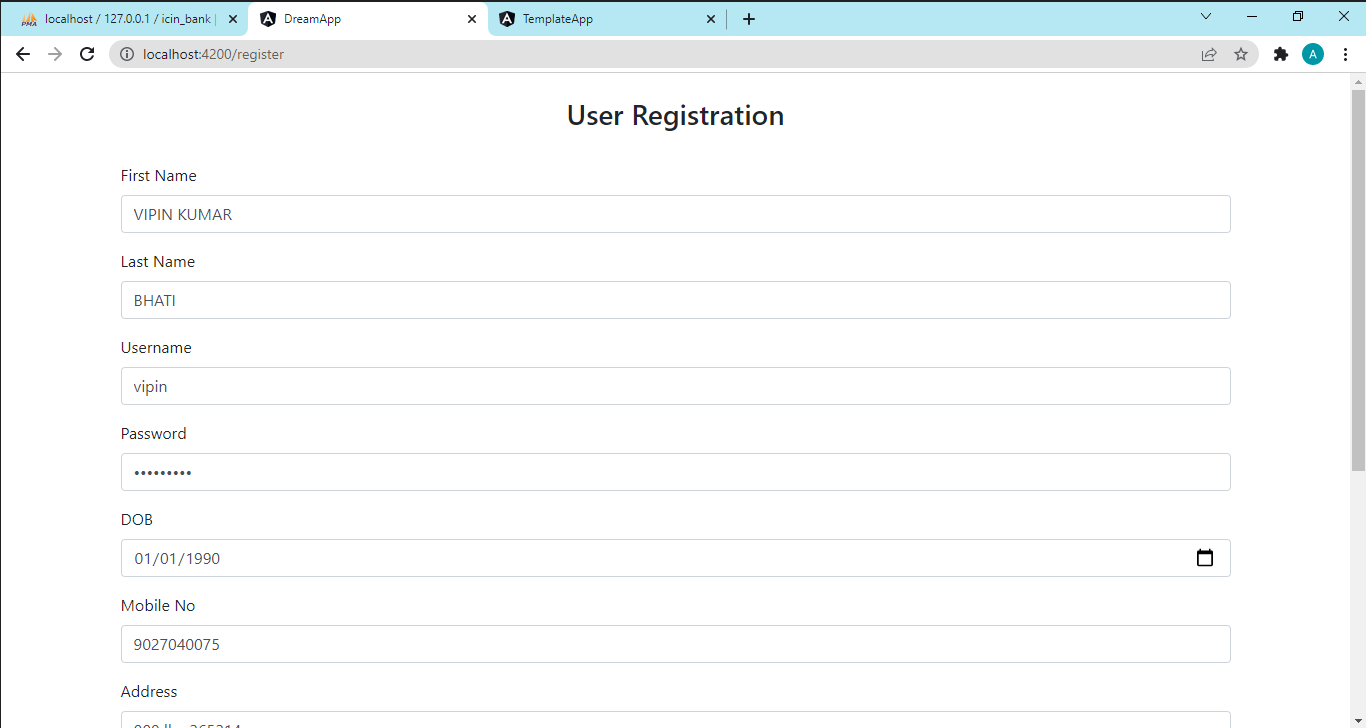 localhost / 127.0.0.1 / icin_bank |
DreamApp
TemplateApp
localhost:4200/register
A
User Registration
First Name
VIPIN KUMAR
Last Name
BHATI
Username
vipin
Password
•••••••••
DOB
01/01/1990
Mobile No
9027040075
Address